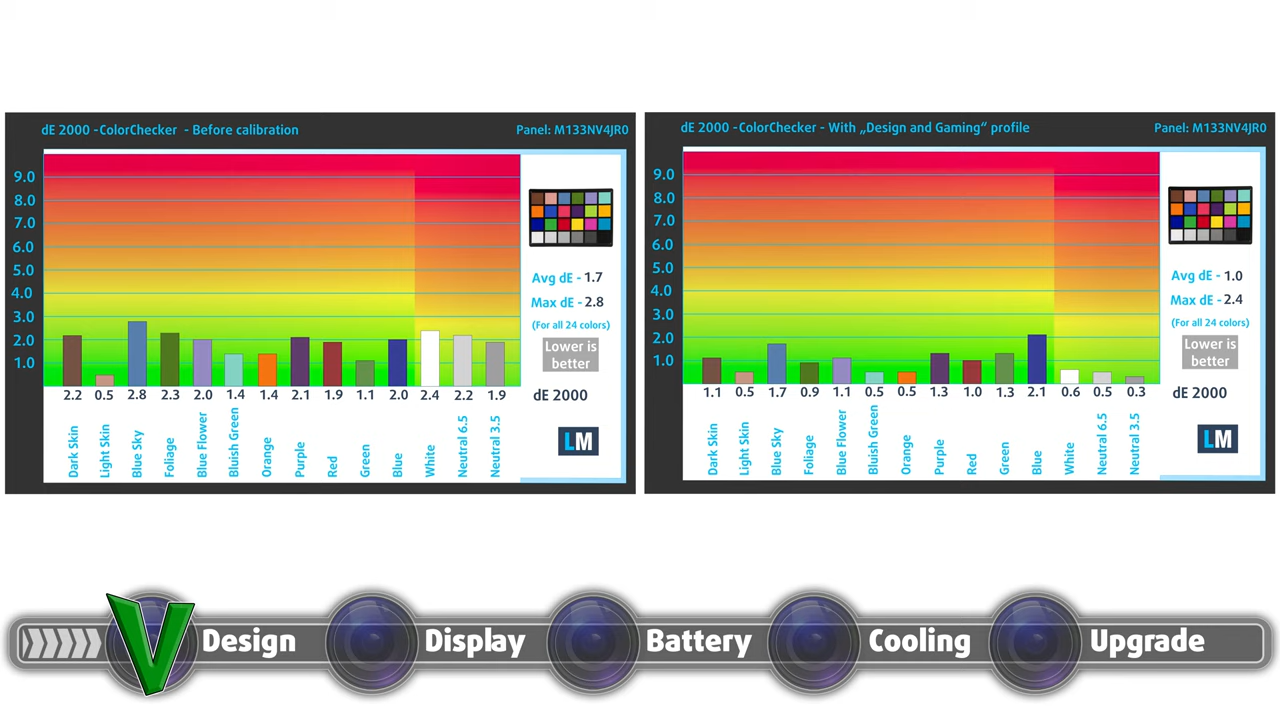 dE 2000 -ColorChecker - Before calibration
Panel: M133NV4JR0
9.0
8.0
7.0
6.0
5.0
4.0
3.0
2.0
1.0
Avg dE - 1.7
Max dE - 2.8
(For all 24 colors)
Lower is
better
2.2 0.5 2.8 2.3 2.0 1.4 1.4 2.1 1.9 1.1 2.0 2.4 2.2 1.9
dE 2000
Dark Skin
Light Skin
Blue Sky
Foliage
Blue Flower
Bluish Green
Orange
Purple
Red
Green
Blue
White
Neutral 6.5
Neutral 3.5
LM
dE 2000 -ColorChecker - With „Design and Gaming“ profile
Panel: M133NV4JR0
9.0
8.0
7.0
6.0
5.0
4.0
3.0
2.0
1.0
Avg dE - 1.0
Max dE - 2.4
(For all 24 colors)
Lower is
better
1.1 0.5 1.7 0.9 1.1 0.5 0.5 1.3 1.0 1.3 2.1 0.6 0.5 0.3
dE 2000
Dark Skin
Light Skin
Blue Sky
Foliage
Blue Flower
Bluish Green
Orange
Purple
Red
Green
Blue
White
Neutral 6.5
Neutral 3.5
LM
Design Display Battery Cooling Upgrade